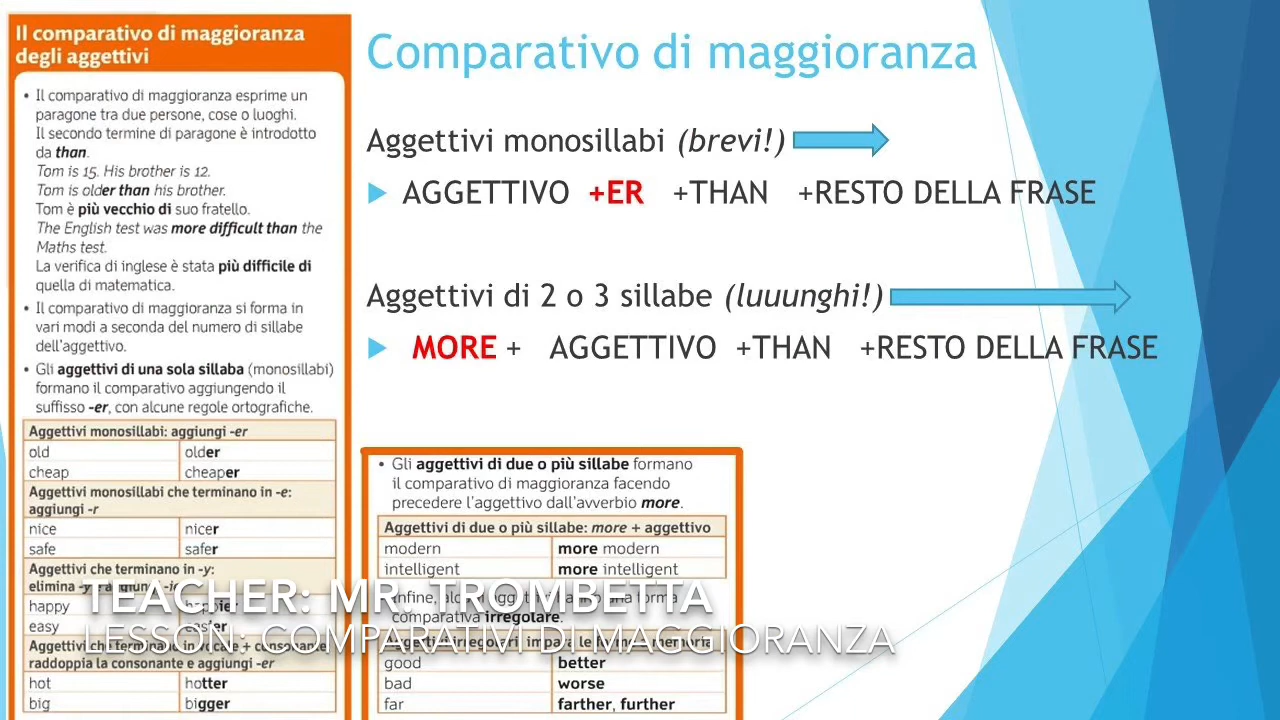 Il comparativo di maggioranza
degli aggettivi
• Il comparativo di maggioranza esprime un
paragone tra due persone, cose o luoghi.
Il secondo termine di paragone è introdotto
da than.
Tom is 15. His brother is 12.
Tom is older than his brother.
Tom è più vecchio di suo fratello.
The English test was more difficult than the
Maths test.
La verifica di inglese è stata più difficile di
quella di matematica.
• Il comparativo di maggioranza si forma in
vari modi a seconda del numero di sillabe
dell'aggettivo.
• Gli aggettivi di una sola sillaba (monosillabi)
formano il comparativo aggiungendo il
suffisso -er, con alcune regole ortografiche.
Aggettivi monosillabi: aggiungi -er
old older
cheap cheaper
Aggettivi monosillabi che terminano in -e:
aggiungi -r
nice nicer
safe safer
Aggettivi che terminano in -y:
elimina -y e aggiungi
happy happier
easy easier
Aggettivi che terminano in vocale + consonante:
raddoppia la consonante e aggiungi -er
hot hotter
big bigger
Comparativo di maggioranza
Aggettivi monosillabi (brevi!)
AGGETTIVO +ER +THAN +RESTO DELLA FRASE
Aggettivi di 2 o 3 sillabe (luuunghi!)
MORE + AGGETTIVO +THAN +RESTO DELLA FRASE
• Gli aggettivi di due o più sillabe formano
il comparativo di maggioranza facendo
precedere l'aggettivo dall'avverbio more.
Aggettivi di due o più sillabe: more + aggettivo
modern more modern
intelligent more intelligent
Infine, alcuni aggettivi hanno una forma
comparativa irregolare.
Aggettivi irregolari: impara le forme a memoria
good better
bad worse
far farther, further
TEACHER: MR. TROMBETTA
LESSON: COMPARATIVI DI MAGGIORANZA